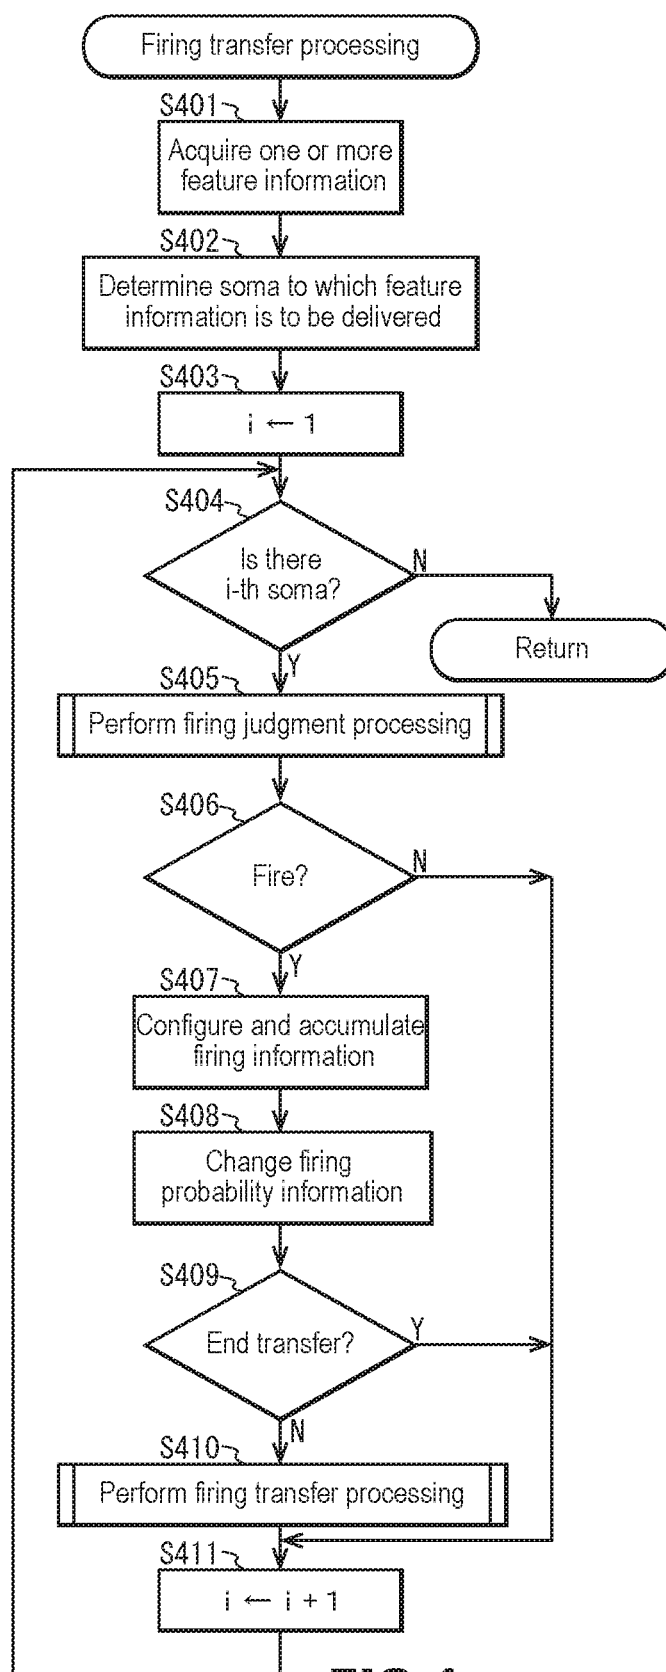 Firing transfer processing
S401
Acquire one or more
feature information
S402
Determine soma to which feature
information is to be delivered
S403
i ← 1
S404
Is there
i-th soma?
N
Return
Y
S405
Perform firing judgment processing
S406
Fire?
N
Y
S407
Configure and accumulate
firing information
S408
Change firing
probability information
S409
End transfer?
Y
N
S410
Perform firing transfer processing
S411
i ← i + 1